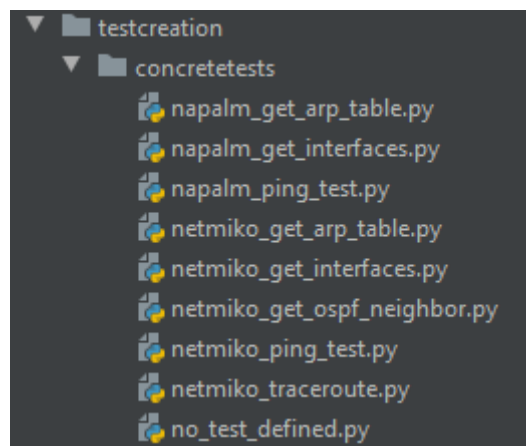 testcreation
concretetests
napalm_get_arp_table.py
napalm_get_interfaces.py
napalm_ping_test.py
netmiko_get_arp_table.py
netmiko_get_interfaces.py
netmiko_get_ospf_neighbor.py
netmiko_ping_test.py
netmiko_traceroute.py
no_test_defined.py